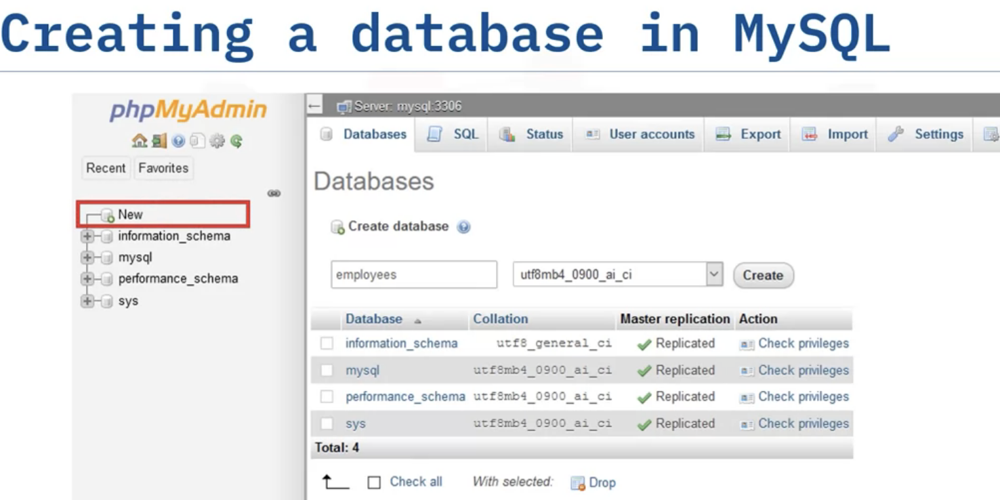 Creating a database in MySQL
phpMyAdmin
Recent Favorites
New
information_schema
mysql
performance_schema
sys
Server: mysql:3306
Databases SQL Status User accounts Export Import Settings
Databases
Create database
employees utf8mb4_0900_ai_ci Create
Database Collation Master replication Action
information_schema utf8_general_ci Replicated Check privileges
mysql utf8mb4_0900_ai_ci Replicated Check privileges
performance_schema utf8mb4_0900_ai_ci Replicated Check privileges
sys utf8mb4_0900_ai_ci Replicated Check privileges
Total: 4
Check all With selected: Drop